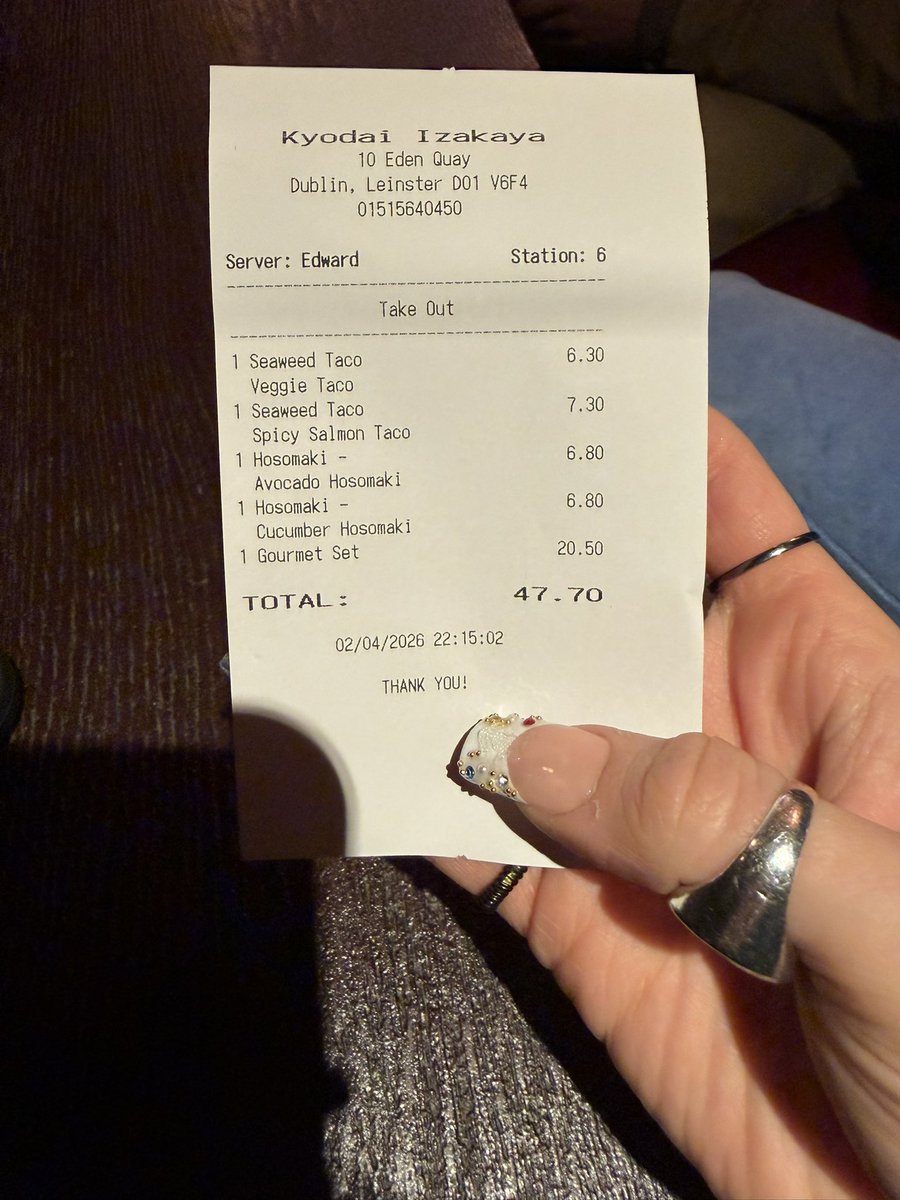 Kyodai Izakaya
10 Eden Quay
Dublin, Leinster D01 V6F4
01515640450
Server: Edward Station: 6
Take Out
1 Seaweed Taco 6.30
Veggie Taco
1 Seaweed Taco 7.30
Spicy Salmon Taco
1 Hosomaki - 6.80
Avocado Hosomaki
1 Hosomaki - 6.80
Cucumber Hosomaki
1 Gourmet Set 20.50
TOTAL: 47.70
02/04/2026 22:15:02
THANK YOU!